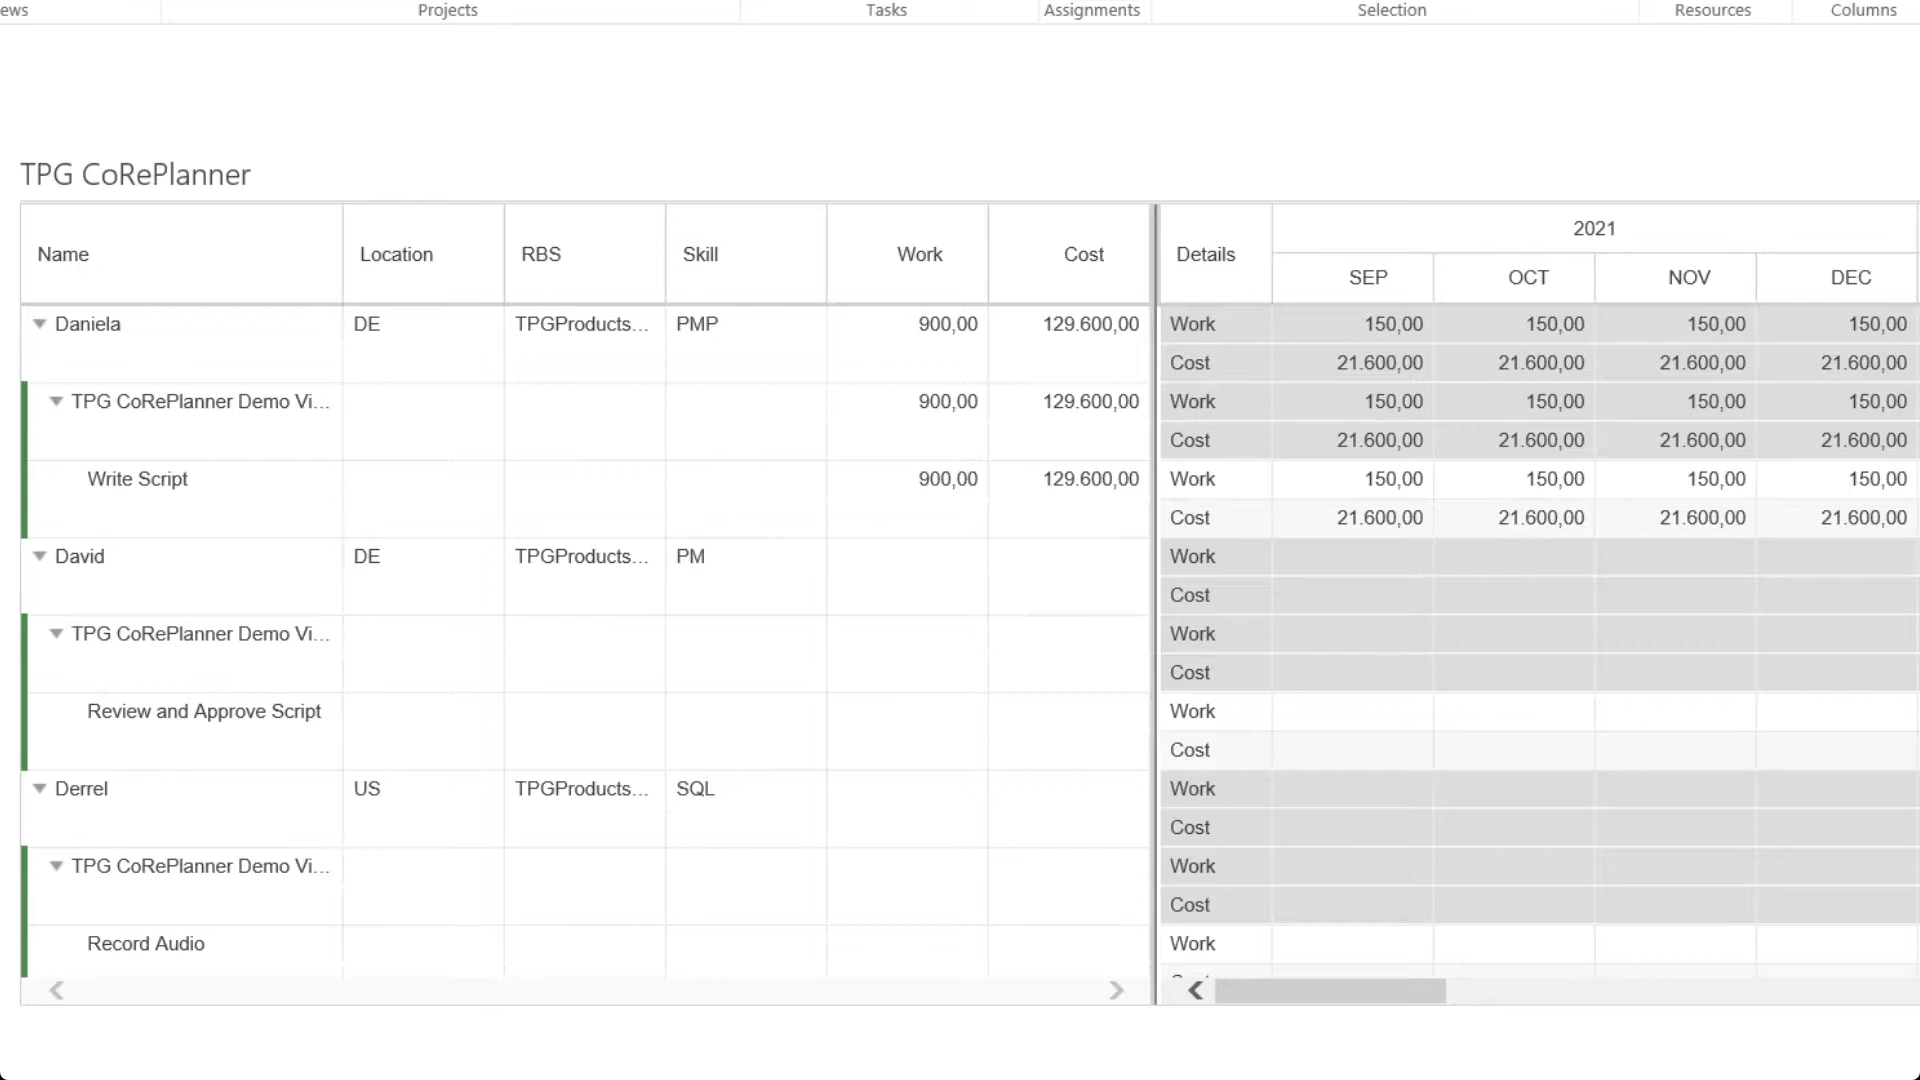 ews Projects Tasks Assignments Selection Resources Columns
TPG CoRePlanner
Name Location RBS Skill Work Cost Details 2021
SEP OCT NOV DEC
Daniela DE TPGProducts... PMP 900,00 129.600,00 Work 150,00 150,00 150,00 150,00
Cost 21.600,00 21.600,00 21.600,00 21.600,00
TPG CoRePlanner Demo Vi... 900,00 129.600,00 Work 150,00 150,00 150,00 150,00
Cost 21.600,00 21.600,00 21.600,00 21.600,00
Write Script 900,00 129.600,00 Work 150,00 150,00 150,00 150,00
Cost 21.600,00 21.600,00 21.600,00 21.600,00
David DE TPGProducts... PM Work
Cost
TPG CoRePlanner Demo Vi... Work
Cost
Review and Approve Script Work
Cost
Derrel US TPGProducts... SQL Work
Cost
TPG CoRePlanner Demo Vi... Work
Cost
Record Audio Work